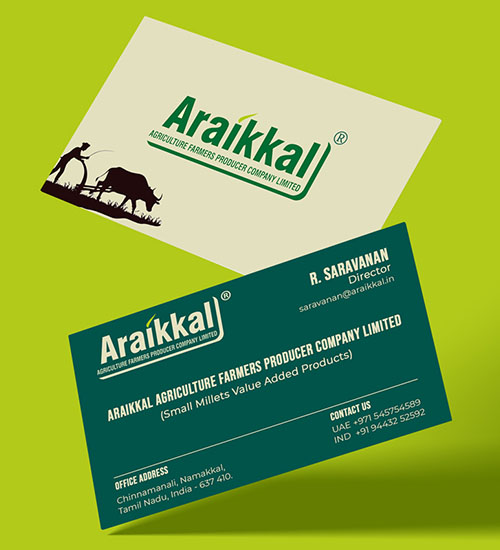 Araikkal®
AGRICULTURE FARMERS PRODUCER COMPANY LIMITED
Araikkal®
AGRICULTURE FARMERS PRODUCER COMPANY LIMITED
R. SARAVANAN
Director
saravanan@araikkal.in
ARAIKKAL AGRICULTURE FARMERS PRODUCER COMPANY LIMITED
(Small Millets Value Added Products)
OFFICE ADDRESS
Chinnamanali, Namakkal,
Tamil Nadu, India - 637 410.
CONTACT US
UAE +971 545754589
IND +91 94432 52592